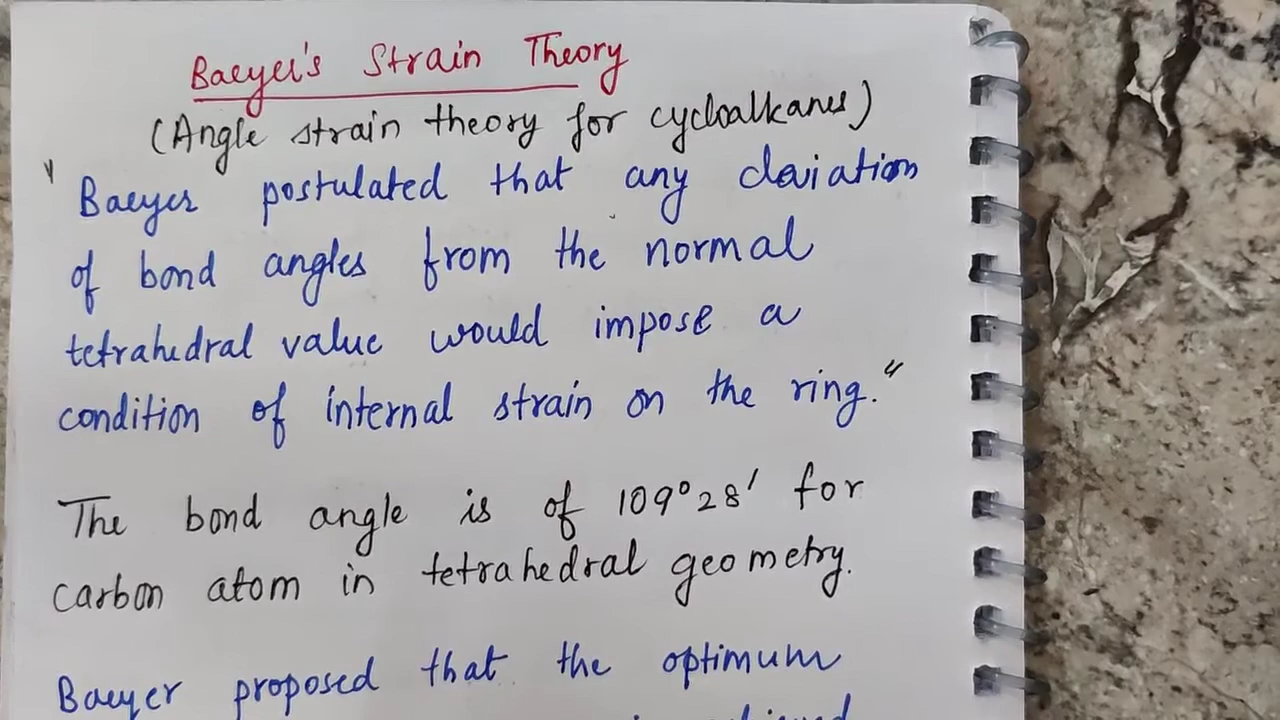 Baeyer's Strain Theory
(Angle strain theory for cycloalkanes)
" Baeyer postulated that any deviation
of bond angles from the normal
tetrahedral value would impose a
condition of internal strain on the ring."
The bond angle is of 109°28' for
carbon atom in tetrahedral geometry.
Baeyer proposed that the optimum